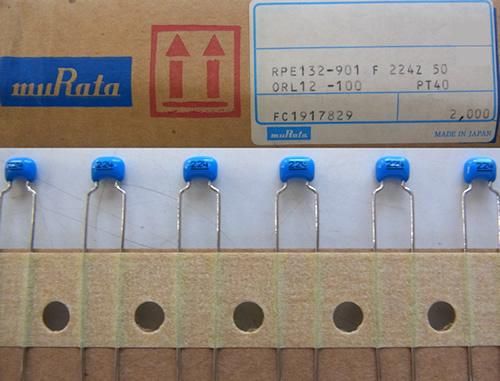 muRata
RPE132-901 F 224Z 50
ORL12 -100 PT40
FC1917829 2,000
muRata MADE IN JAPAN
224 224 224 224 224 224